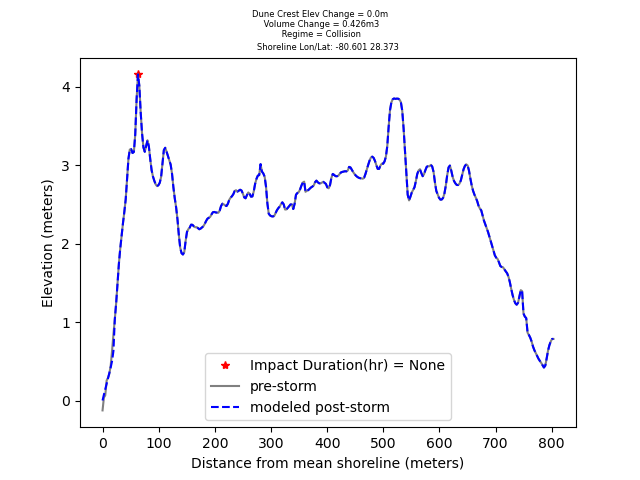 Dune Crest Elev Change = 0.0m
Volume Change = 0.426m3
Regime = Collision
Shoreline Lon/Lat: -80.601 28.373
4
3
2
1
0
Elevation (meters)
Impact Duration(hr) = None
pre-storm
modeled post-storm
0 100 200 300 400 500 600 700 800
Distance from mean shoreline (meters)